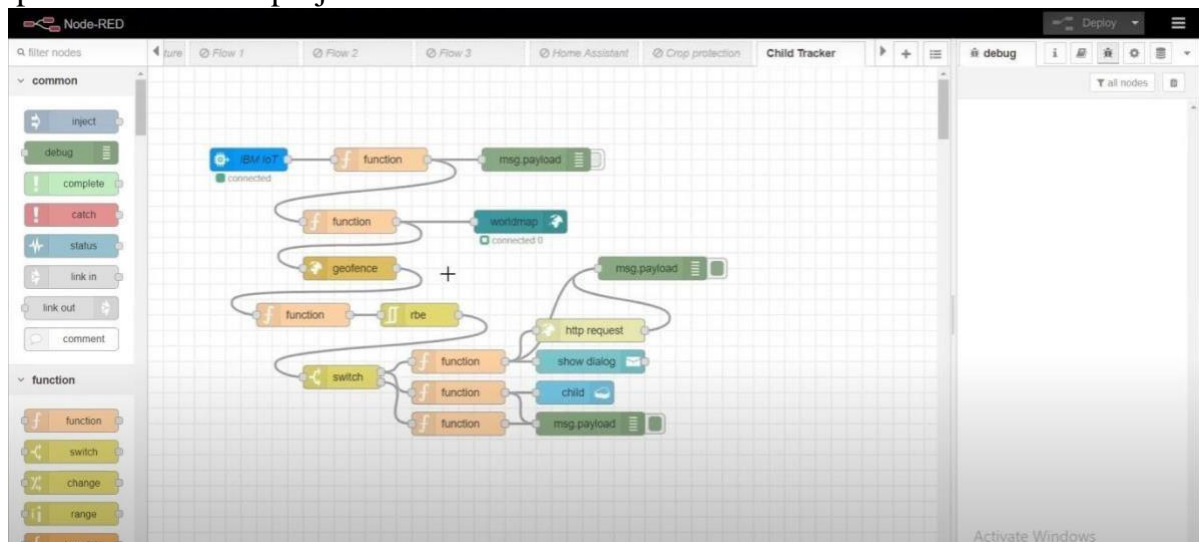 Node-RED
Deploy
filter nodes
ture
Flow 1
Flow 2
Flow 3
Home Assistant
Crop protection
Child Tracker
debug
i
all nodes
common
inject
debug
complete
catch
status
link in
link out
comment
function
function
switch
change
range
IBM IoT
connected
function
msg.payload
function
worldmap
connected 0
geofence
msg.payload
function
rbe
http request
switch
function
show dialog
function
child
function
msg.payload
Activate Windows